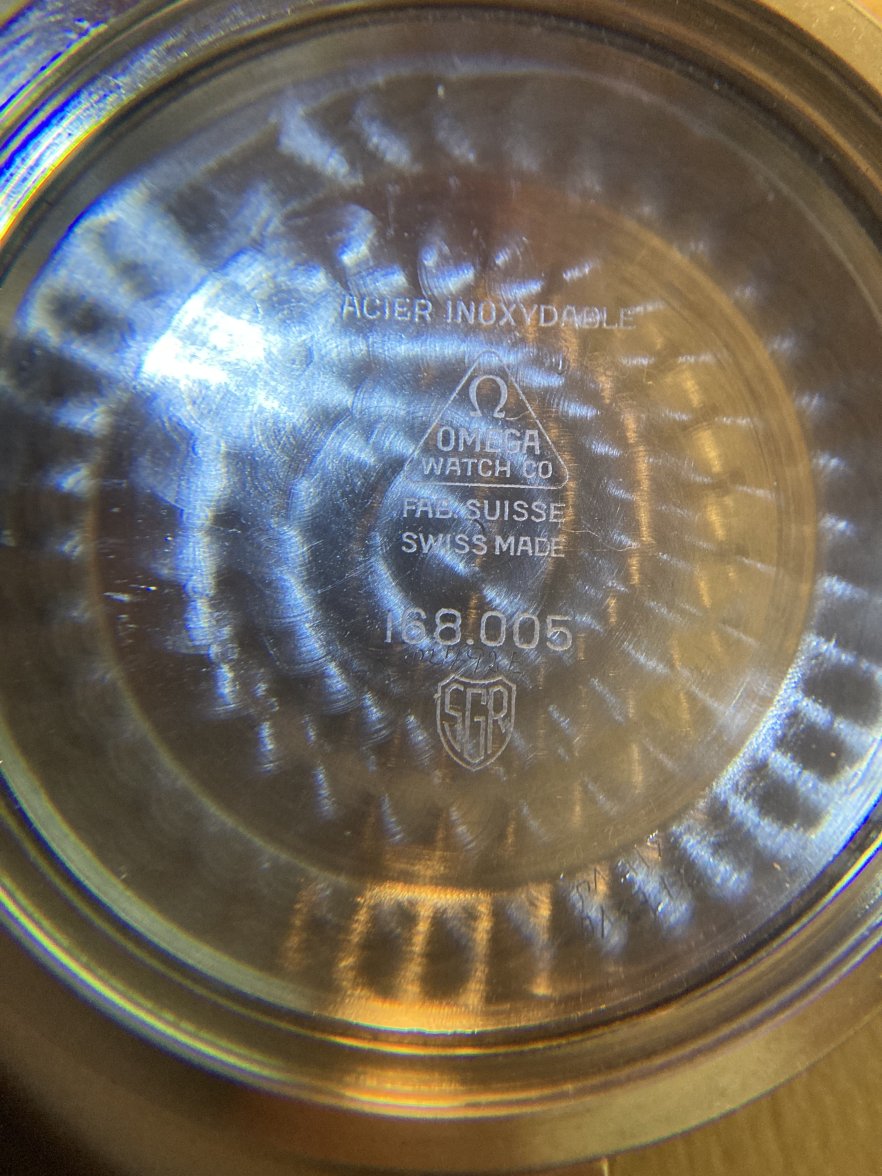 ACIER INOXYDABLE
Ω
OMEGA
WATCH CO
FAB. SUISSE
SWISS MADE
168.005
SGR